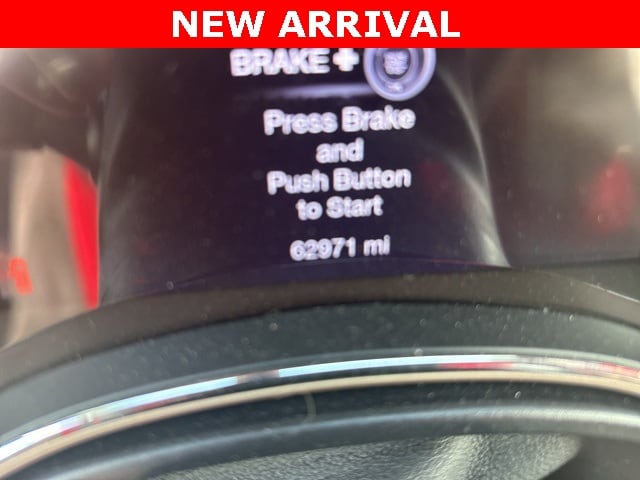 NEW ARRIVAL
BRAKE +
Press Brake
and
Push Button
to Start
62971 mi